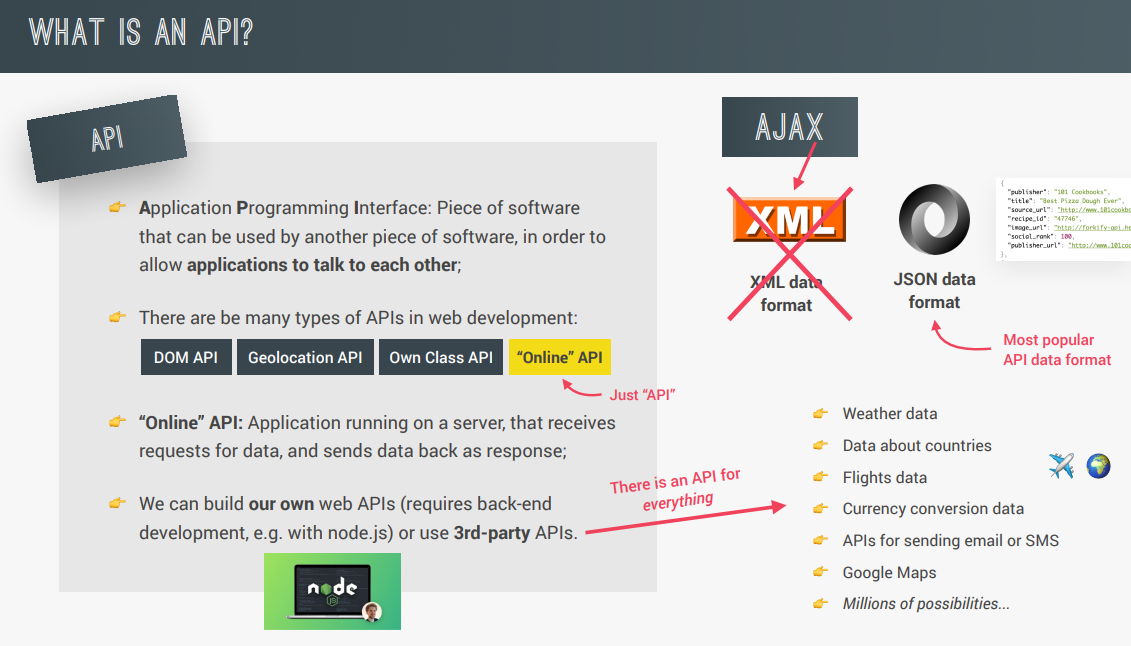 WHAT IS AN API?
API
Application Programming Interface: Piece of software
that can be used by another piece of software, in order to
allow applications to talk to each other;
There are be many types of APIs in web development:
DOM API
Geolocation API
Own Class API
“Online” API
Just “API”
“Online” API: Application running on a server, that receives
requests for data, and sends data back as response;
We can build our own web APIs (requires back-end
development, e.g. with node.js) or use 3rd-party APIs.
node
JS
There is an API for
everything
AJAX
XML
XML data
format
JSON data
format
{
"publisher": "101 Cookbooks",
"title": "Best Pizza Dough Ever",
"source_url": "http://www.101cookbo
"recipe_id": "47746",
"image_url": "http://forkify-api.he
"social_rank": 100,
"publisher_url": "http://www.101coo
},
Most popular
API data format
Weather data
Data about countries
Flights data
Currency conversion data
APIs for sending email or SMS
Google Maps
Millions of possibilities...